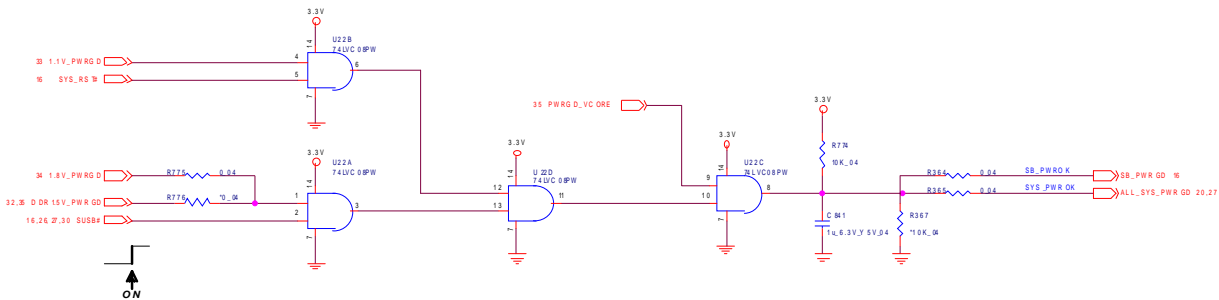 3.3V
U22B
74LVC08PW
14
33 1.1V_PWRGD
4
6
16 SYS_RST#
5
7
35 PWRGD_VCORE
3.3V
3.3V
U22A
74LVC08PW
14
3.3V
U22D
74LVC08PW
14
3.3V
U22C
74LVC08PW
14
R774
10K_04
34 1.8V_PWRGD
R775
0_04
9
8
R364
0_04
SB_PWROK
SB_PWRGD 16
32,35 DDR1.5V_PWRGD
R776
*0_04
1
3
12
11
10
R365
0_04
SYS_PWROK
ALL_SYS_PWRGD 20,27
16,26,27,30 SUSB#
2
13
7
7
7
C841
1u_6.3V_Y5V_04
R367
*10K_04
ON